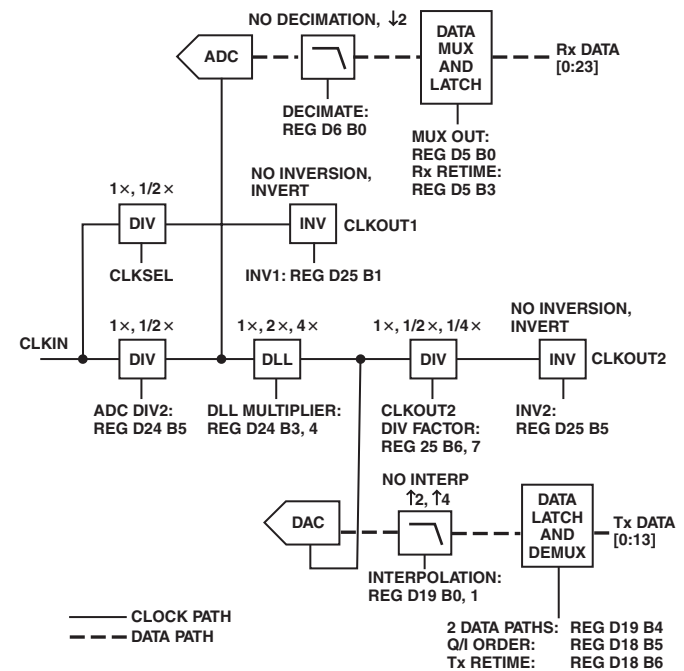 NO DECIMATION, ↓2
ADC
DATA
MUX
AND
LATCH
Rx DATA
[0:23]
DECIMATE:
REG D6 B0
MUX OUT:
REG D5 B0
Rx RETIME:
REG D5 B3
1×, 1/2×
NO INVERSION,
INVERT
DIV
INV
CLKOUT1
CLKSEL
INV1: REG D25 B1
CLKIN
1×, 1/2×
1×, 2×, 4×
1×, 1/2×, 1/4×
NO INVERSION,
INVERT
DIV
DLL
DIV
INV
CLKOUT2
ADC DIV2:
REG D24 B5
DLL MULTIPLIER:
REG D24 B3, 4
CLKOUT2
DIV FACTOR:
REG 25 B6, 7
INV2:
REG D25 B5
NO INTERP
↑2, ↑4
DAC
DATA
LATCH
AND
DEMUX
Tx DATA
[0:13]
INTERPOLATION:
REG D19 B0, 1
CLOCK PATH
DATA PATH
2 DATA PATHS: REG D19 B4
Q/I ORDER: REG D18 B5
Tx RETIME: REG D18 B6